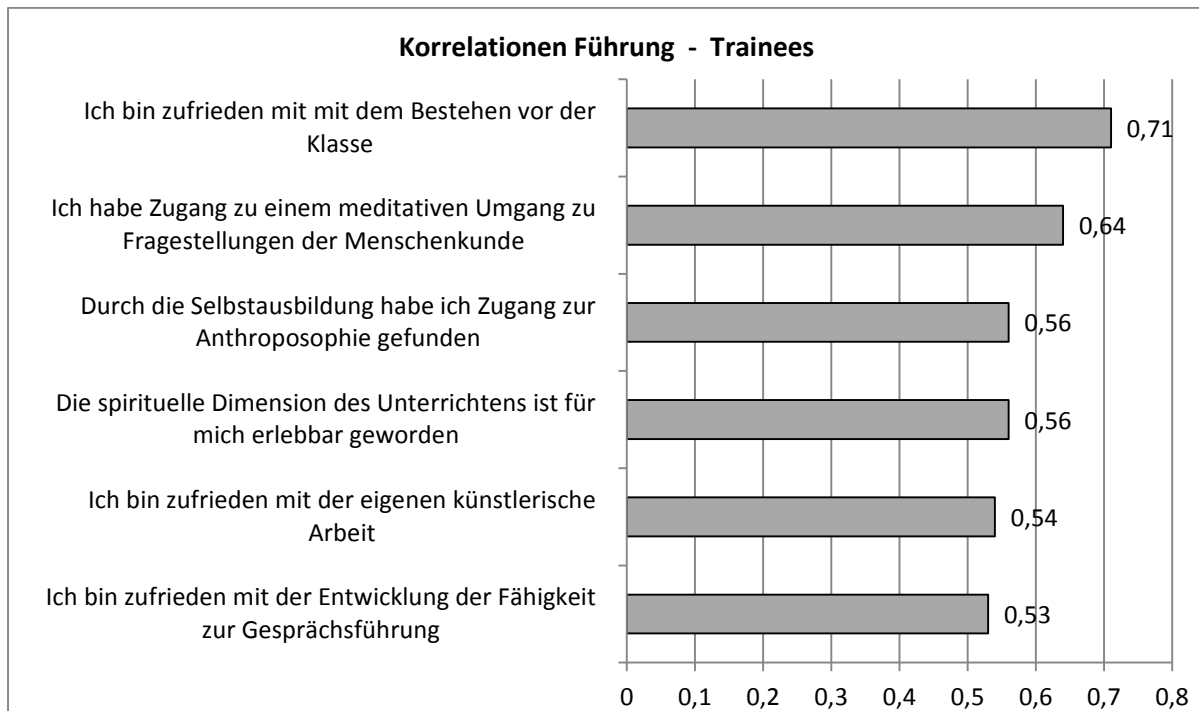 Korrelationen Führung - Trainees
Ich bin zufrieden mit mit dem Bestehen vor der
Klasse
0,71
Ich habe Zugang zu einem meditativen Umgang zu
Fragestellungen der Menschenkunde
0,64
Durch die Selbstausbildung habe ich Zugang zur
Anthroposophie gefunden
0,56
Die spirituelle Dimension des Unterrichtens ist für
mich erlebbar geworden
0,56
Ich bin zufrieden mit der eigenen künstlerische
Arbeit
0,54
Ich bin zufrieden mit der Entwicklung der Fähigkeit
zur Gesprächsführung
0,53
0 0,1 0,2 0,3 0,4 0,5 0,6 0,7 0,8